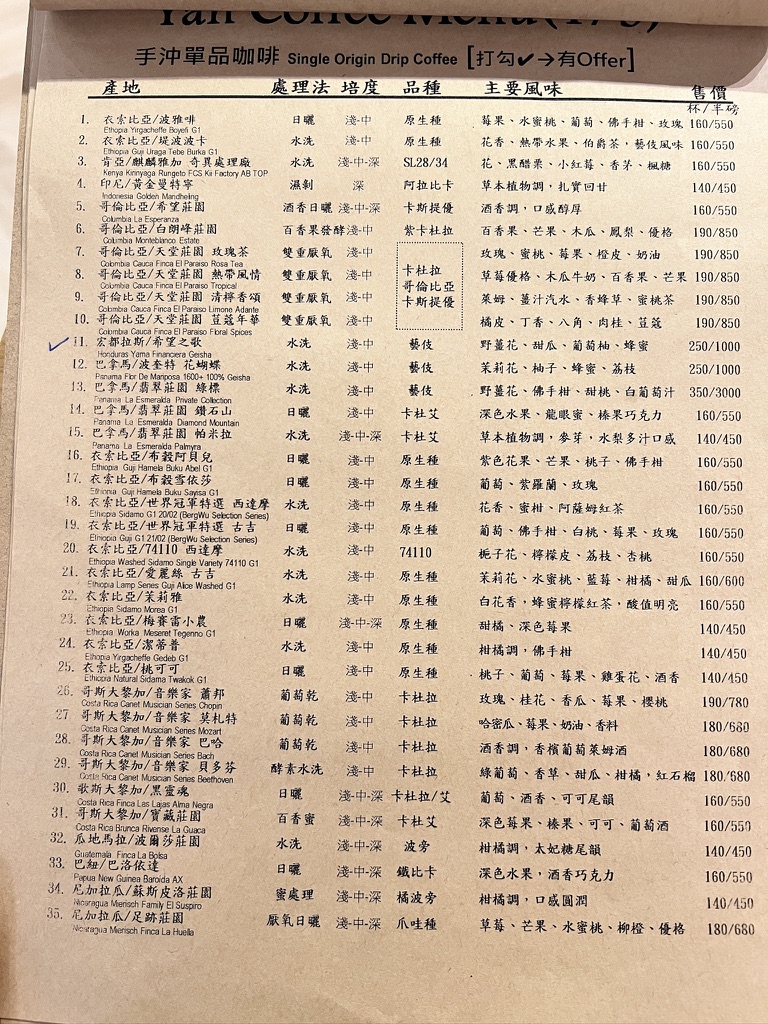 Yan Coffee Menu(1/3)
手沖單品咖啡 Single Origin Drip Coffee [打勾✔→有Offer]
產地 處理法 培度 品種 主要風味 售價
杯/半磅
1. 衣索比亞/波雅啡 日曬 淺-中 原生種 莓果、水蜜桃、葡萄、佛手柑、玫瑰 160/550
Ethiopia Yirgacheffe Boyefi G1
2. 衣索比亞/堤波波卡 水洗 淺-中 原生種 花香、熱帶水果、伯爵茶，藝伎風味 160/550
Ethiopia Guji Uraga Tebe Burka G1
3. 肯亞/麒麟雅加 奇異處理廠 水洗 淺-中-深 SL28/34 花、黑醋栗、小紅莓、香茅、楓糖 160/550
Kenya Kirinyaga Rungeto FCS Kii Factory AB TOP
4. 印尼/黃金曼特寧 濕剝 深 阿拉比卡 草本植物調，扎實回甘 140/450
Indonesia Golden Mandheling
5. 哥倫比亞/希望莊園 酒香日曬 淺-中-深 卡斯提優 酒香調，口感醇厚 160/550
Columbia La Esperanza
6. 哥倫比亞/白朗峰莊園 百香果發酵 淺-中 紫卡杜拉 百香果、芒果、木瓜、鳳梨、優格 190/850
Columbia Monteblanco Estate
7. 哥倫比亞/天堂莊園 玫瑰茶 雙重厭氧 淺-中 玫瑰、蜜桃、莓果、橙皮、奶油 190/850
Colombia Cauca Finca El Paraiso Rosa Tea
卡杜拉
8. 哥倫比亞/天堂莊園 熱帶風情 雙重厭氧 淺-中 哥倫比亞 草莓優格、木瓜牛奶、百香果、芒果 190/850
Colombia Cauca Finca El Paraiso Tropical
9. 哥倫比亞/天堂莊園 清檸香頌 雙重厭氧 淺-中 卡斯提優 萊姆、薑汁汽水、香蜂草、蜜桃茶 190/850
Colombia Cauca Finca El Paraiso Limone Adante
10. 哥倫比亞/天堂莊園 荳蔻年華 雙重厭氧 淺-中 橘皮、丁香、八角、肉桂、荳蔻 190/850
Colombia Cauca Finca El Paraiso Floral Spices
✓ 11. 宏都拉斯/希望之歌 水洗 淺-中 藝伎 野薑花、甜瓜、葡萄柚、蜂蜜 250/1000
Honduras Yama Financiera Geisha
12. 巴拿馬/波奎特 花蝴蝶 水洗 淺-中 藝伎 茉莉花、柚子、蜂蜜、荔枝 250/1000
Panama Flor De Mariposa 1600+ 100% Geisha
13. 巴拿馬/翡翠莊園 綠標 水洗 淺-中 藝伎 野薑花、佛手柑、甜桃、白葡萄汁 350/3000
Panama La Esmeralda Private Collection
14. 巴拿馬/翡翠莊園 鑽石山 日曬 淺-中 卡杜艾 深色水果、龍眼蜜、榛果巧克力 160/550
Panama La Esmeralda Diamond Mountain
15. 巴拿馬/翡翠莊園 帕米拉 水洗 淺-中-深 卡杜艾 草本植物調，麥芽，水梨多汁口感 140/450
Panama La Esmeralda Palmyra
16. 衣索比亞/布穀阿貝兒 日曬 淺-中 原生種 紫色花果、芒果、桃子、佛手柑 160/550
Ethiopia Guji Hamela Buku Abel G1
17. 衣索比亞/布穀雪依莎 日曬 淺-中 原生種 葡萄、紫羅蘭、玫瑰 160/550
Ethiopia Guji Hamela Buku Sayisa G1
18. 衣索比亞/世界冠軍特選 西達摩 水洗 淺-中 原生種 花香、蜜柑、阿薩姆紅茶 160/550
Ethiopia Sidamo G1 20/02 (BergWu Selection Series)
19. 衣索比亞/世界冠軍特選 古吉 日曬 淺-中 原生種 葡萄、佛手柑、白桃、莓果、玫瑰 160/550
Ethiopia Guji G1 21/02 (BergWu Selection Series)
20. 衣索比亞/74110 西達摩 水洗 淺-中 74110 梔子花、檸檬皮、荔枝、杏桃 160/550
Ethiopia Washed Sidamo Single Variety 74110 G1
21. 衣索比亞/愛麗絲 古吉 水洗 淺-中 原生種 茉莉花、水蜜桃、藍莓、柑橘、甜瓜 160/600
Ethiopia Lamp Series Guji Alice Washed G1
22. 衣索比亞/茉莉雅 水洗 淺-中 原生種 白花香，蜂蜜檸檬紅茶，酸值明亮 160/550
Ethiopia Sidamo Morea G1
23. 衣索比亞/梅賽雷小農 日曬 淺-中-深 原生種 甜橘、深色莓果 140/450
Ethiopia Worka Meseret Tegenno G1
24. 衣索比亞/潔蒂普 水洗 淺-中 原生種 柑橘調，佛手柑 140/450
Ethiopia Yirgacheffe Gedeb G1
25. 衣索比亞/桃可可 日曬 淺-中 原生種 桃子、葡萄、莓果、雞蛋花、酒香 140/450
Ethiopia Natural Sidama Twakok G1
26. 哥斯大黎加/音樂家 蕭邦 葡萄乾 淺-中 卡杜拉 玫瑰、桂花、香瓜、莓果、櫻桃 190/780
Costa Rica Canet Musician Series Chopin
27 哥斯大黎加/音樂家 莫札特 葡萄乾 淺-中 卡杜拉 哈密瓜、莓果、奶油、香料 180/680
Costa Rica Canet Musician Series Mozart
28. 哥斯大黎加/音樂家 巴哈 葡萄乾 淺-中 卡杜拉 酒香調，香檳葡萄萊姆酒 180/680
Costa Rica Canet Musician Series Bach
29. 哥斯大黎加/音樂家 貝多芬 酵素水洗 淺-中 卡杜拉 綠葡萄、香草、甜瓜、柑橘，紅石榴 180/680
Costa Rica Canet Musician Series Beethoven
30. 歌斯大黎加/黑靈魂 日曬 淺-中-深 卡杜拉/艾 葡萄、酒香、可可尾韻 160/550
Costa Rica Finca Las Lajas Alma Negra
31. 哥斯大黎加/寶藏莊園 百香蜜 淺-中-深 卡杜艾 深色莓果、榛果、可可、葡萄酒 160/550
Costa Rica Brunca Rivense La Guaca
32. 瓜地馬拉/波爾莎莊園 水洗 淺-中-深 波旁 柑橘調，太妃糖尾韻 140/450
Guatemala Finca La Bolsa
33. 巴紐/巴洛依達 日曬 淺-中-深 鐵比卡 深色水果，酒香巧克力 160/550
Papua New Guinea Baroida AX
34. 尼加拉瓜/蘇斯皮洛莊園 蜜處理 淺-中-深 橘波旁 柑橘調，口感圓潤 140/450
Nicaragua Mierisch Family El Suspiro
35. 尼加拉瓜/足跡莊園 厭氧日曬 淺-中-深 爪哇種 草莓、芒果、水蜜桃、柳橙、優格 180/680
Nicaragua Mierisch Finca La Huella